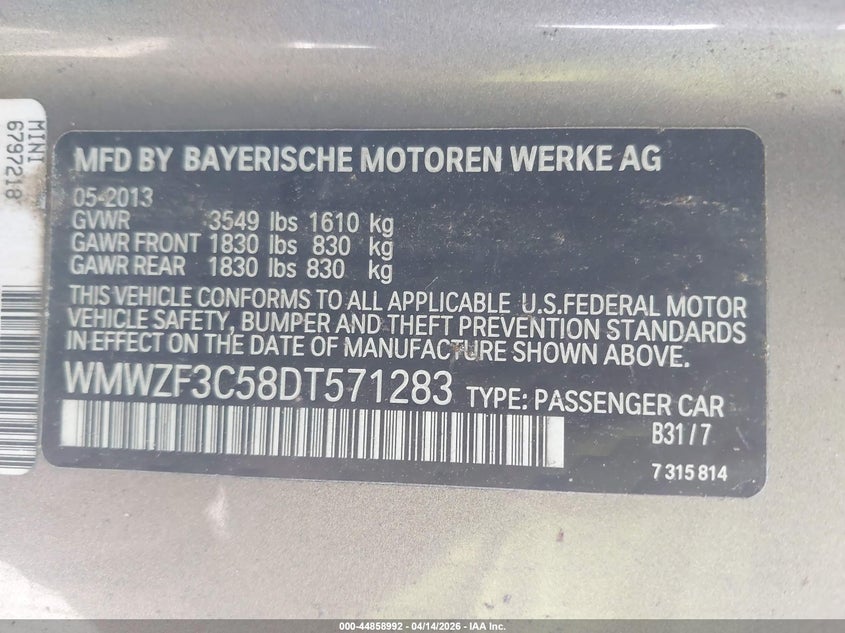 MINI
6797218
MFD BY BAYERISCHE MOTOREN WERKE AG
05-2013
GVWR 3549 lbs 1610 kg
GAWR FRONT 1830 lbs 830 kg
GAWR REAR 1830 lbs 830 kg
THIS VEHICLE CONFORMS TO ALL APPLICABLE U.S.FEDERAL MOTOR
VEHICLE SAFETY, BUMPER AND THEFT PREVENTION STANDARDS
IN EFFECT ON THE DATE OF MANUFACTURE SHOWN ABOVE.
WMWZF3C58DT571283 TYPE: PASSENGER CAR
B31/7
7 315 814
000-44858992 - 04/14/2026 - IAA Inc.